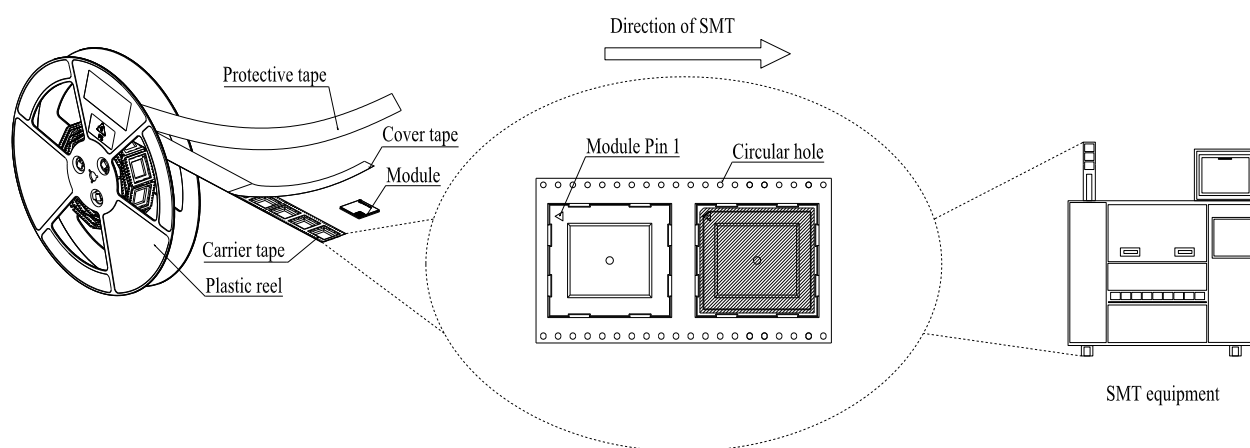 Direction of SMT
Protective tape
Cover tape
Module
Module Pin 1
Circular hole
Carrier tape
Plastic reel
SMT equipment